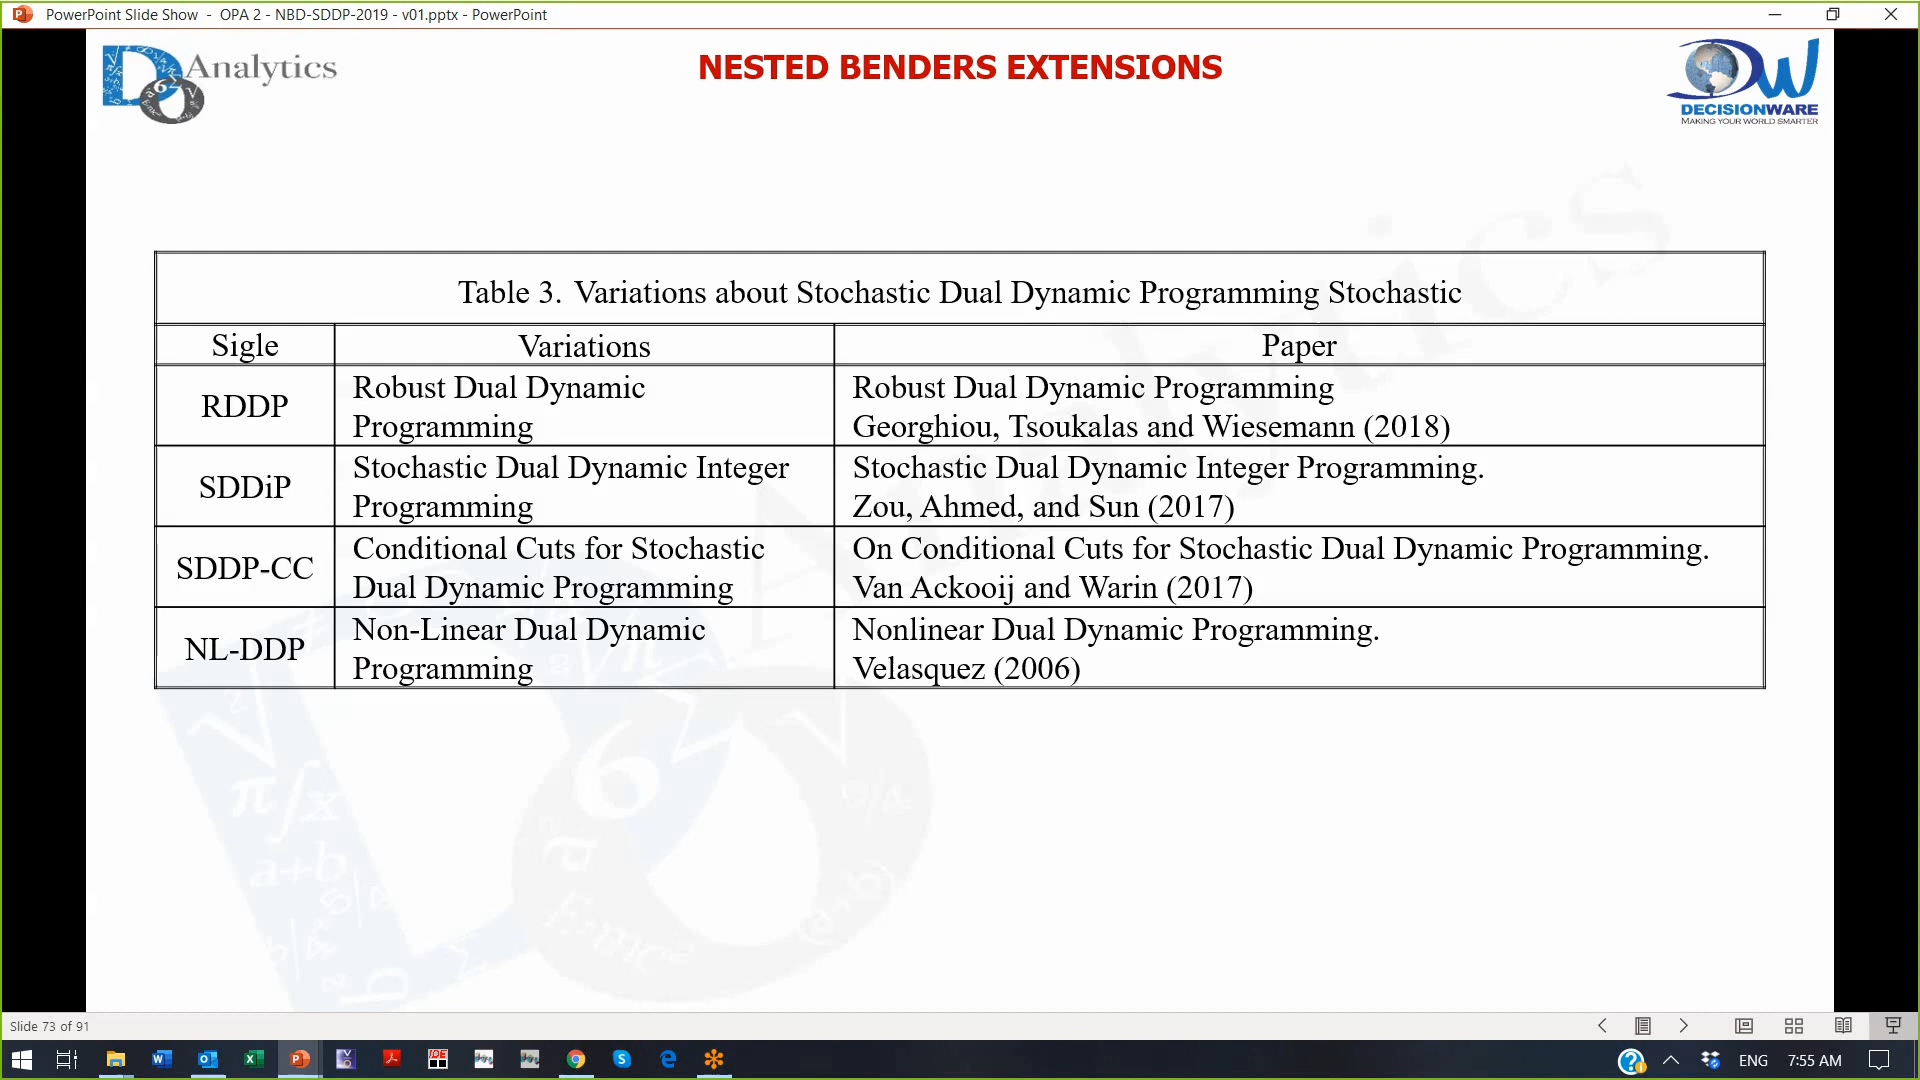 PowerPoint Slide Show - OPA 2 - NBD-SDDP-2019 - v01.pptx - PowerPoint
Analytics
NESTED BENDERS EXTENSIONS
DW
DECISIONWARE
MAKING YOUR WORLD SMARTER
Table 3. Variations about Stochastic Dual Dynamic Programming Stochastic
Sigle Variations Paper
RDDP
Robust Dual Dynamic
Programming
Robust Dual Dynamic Programming
Georghiou, Tsoukalas and Wiesemann (2018)
SDDiP
Stochastic Dual Dynamic Integer
Programming
Stochastic Dual Dynamic Integer Programming.
Zou, Ahmed, and Sun (2017)
SDDP-CC
Conditional Cuts for Stochastic
Dual Dynamic Programming
On Conditional Cuts for Stochastic Dual Dynamic Programming.
Van Ackooij and Warin (2017)
NL-DDP
Non-Linear Dual Dynamic
Programming
Nonlinear Dual Dynamic Programming.
Velasquez (2006)
Slide 73 of 91
ENG 7:55 AM